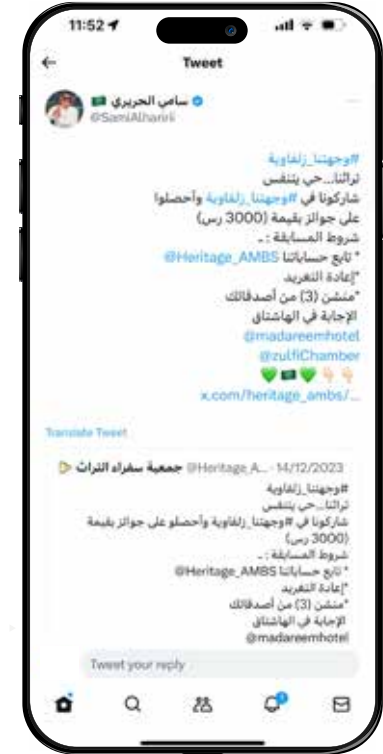 11:52
Tweet
سامي الحريري
@SamiAlhariri
#وجهتنا_زلفاوية
تراثنا...حي يتنفس
شاركونا في #وجهتنا_زلفاوية وأحصلوا
على جوائز بقيمة (3000 رس)
شروط المسابقة : ـ
* تابع حساباتنا @Heritage_AMBS
*إعادة التغريد
*منشن (3) من أصدقائك
الإجابة في الهاشتاق
@madareemhotel
@zulfiChamber
💚🇸🇦💚👇🏻👇🏻
x.com/heritage_ambs/...
Translate Tweet
جمعية سفراء التراث @Heritage_A... · 14/12/2023
#وجهتنا_زلفاوية
تراثنا...حي يتنفس
شاركونا في #وجهتنا_زلفاوية وأحصلو على جوائز بقيمة
(3000 رس)
شروط المسابقة : ـ
* تابع حساباتنا @Heritage_AMBS
*إعادة التغريد
*منشن (3) من أصدقائك
الإجابة في الهاشتاق
@madareemhotel
Tweet your reply